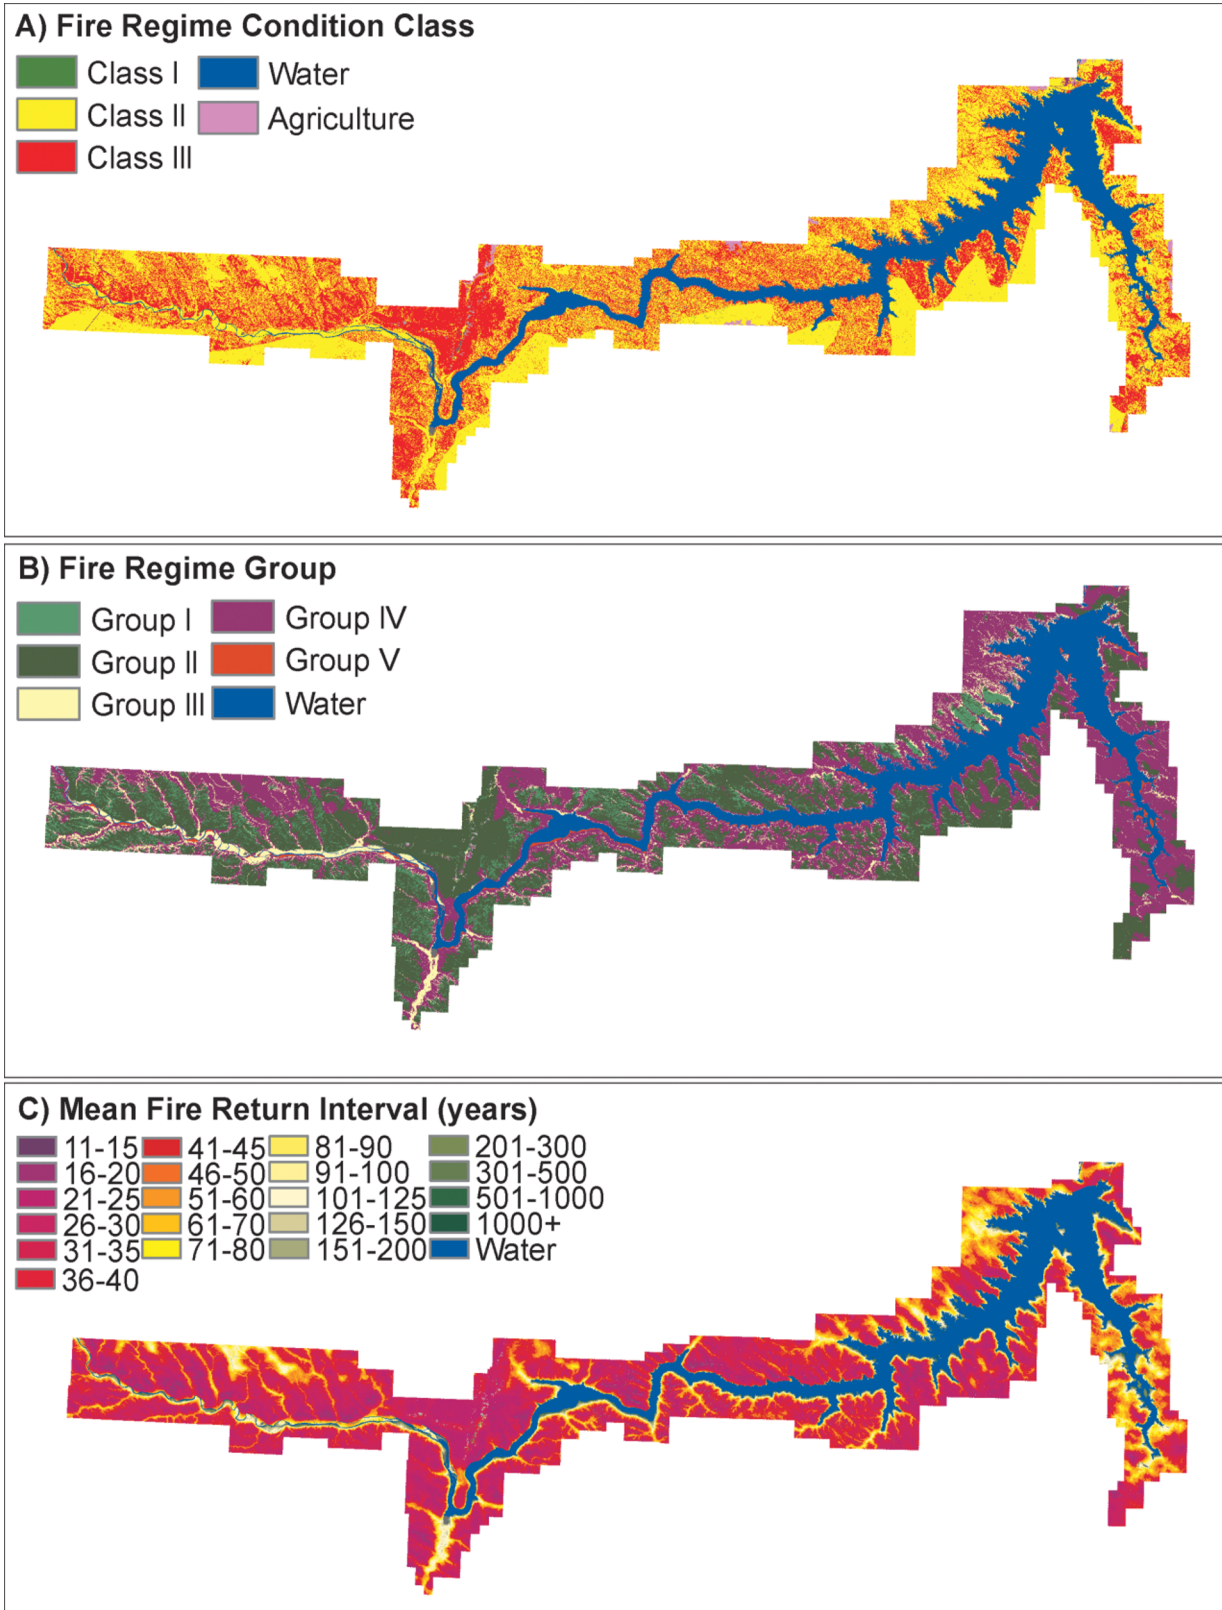 A) Fire Regime Condition Class
Class I
Water
Class II
Agriculture
Class III
B) Fire Regime Group
Group I
Group IV
Group II
Group V
Group III
Water
C) Mean Fire Return Interval (years)
11-15 41-45 81-90 201-300
16-20 46-50 91-100 301-500
21-25 51-60 101-125 501-1000
26-30 61-70 126-150 1000+
31-35 71-80 151-200 Water
36-40